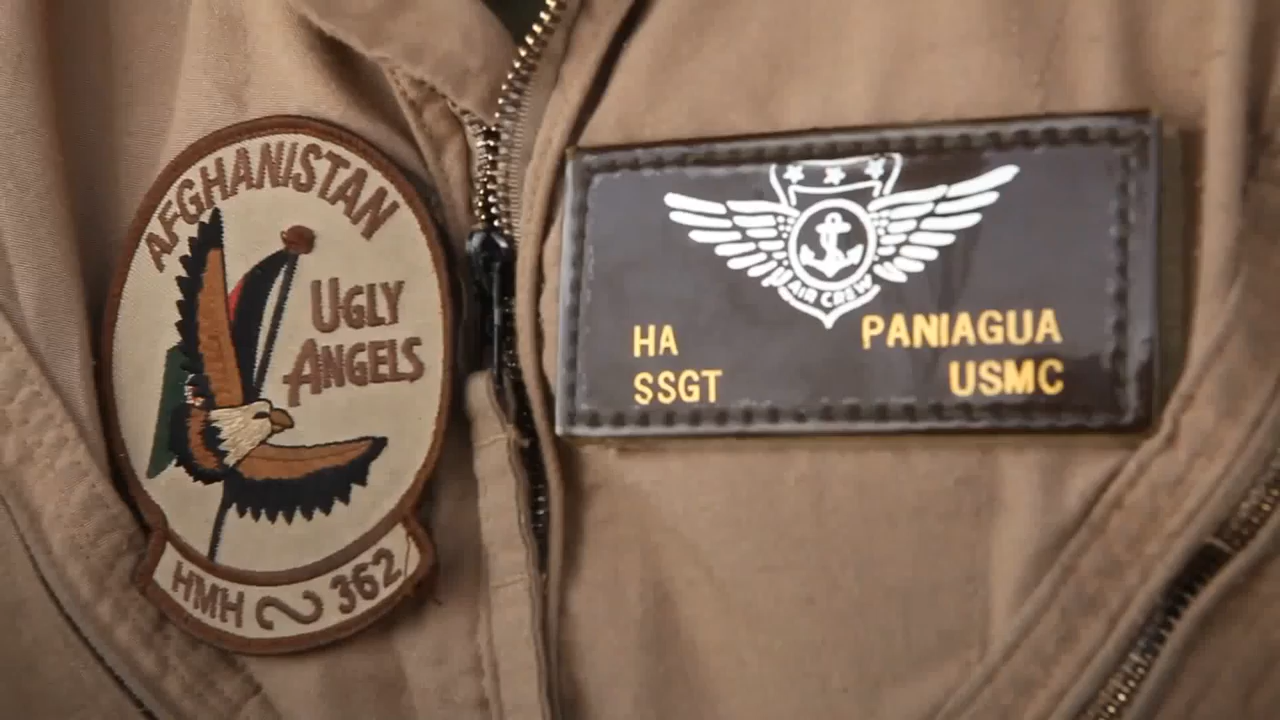 AFGHANISTAN
UGLY
ANGELS
HMH 362
AIR CREW
HA PANIAGUA
SSGT USMC